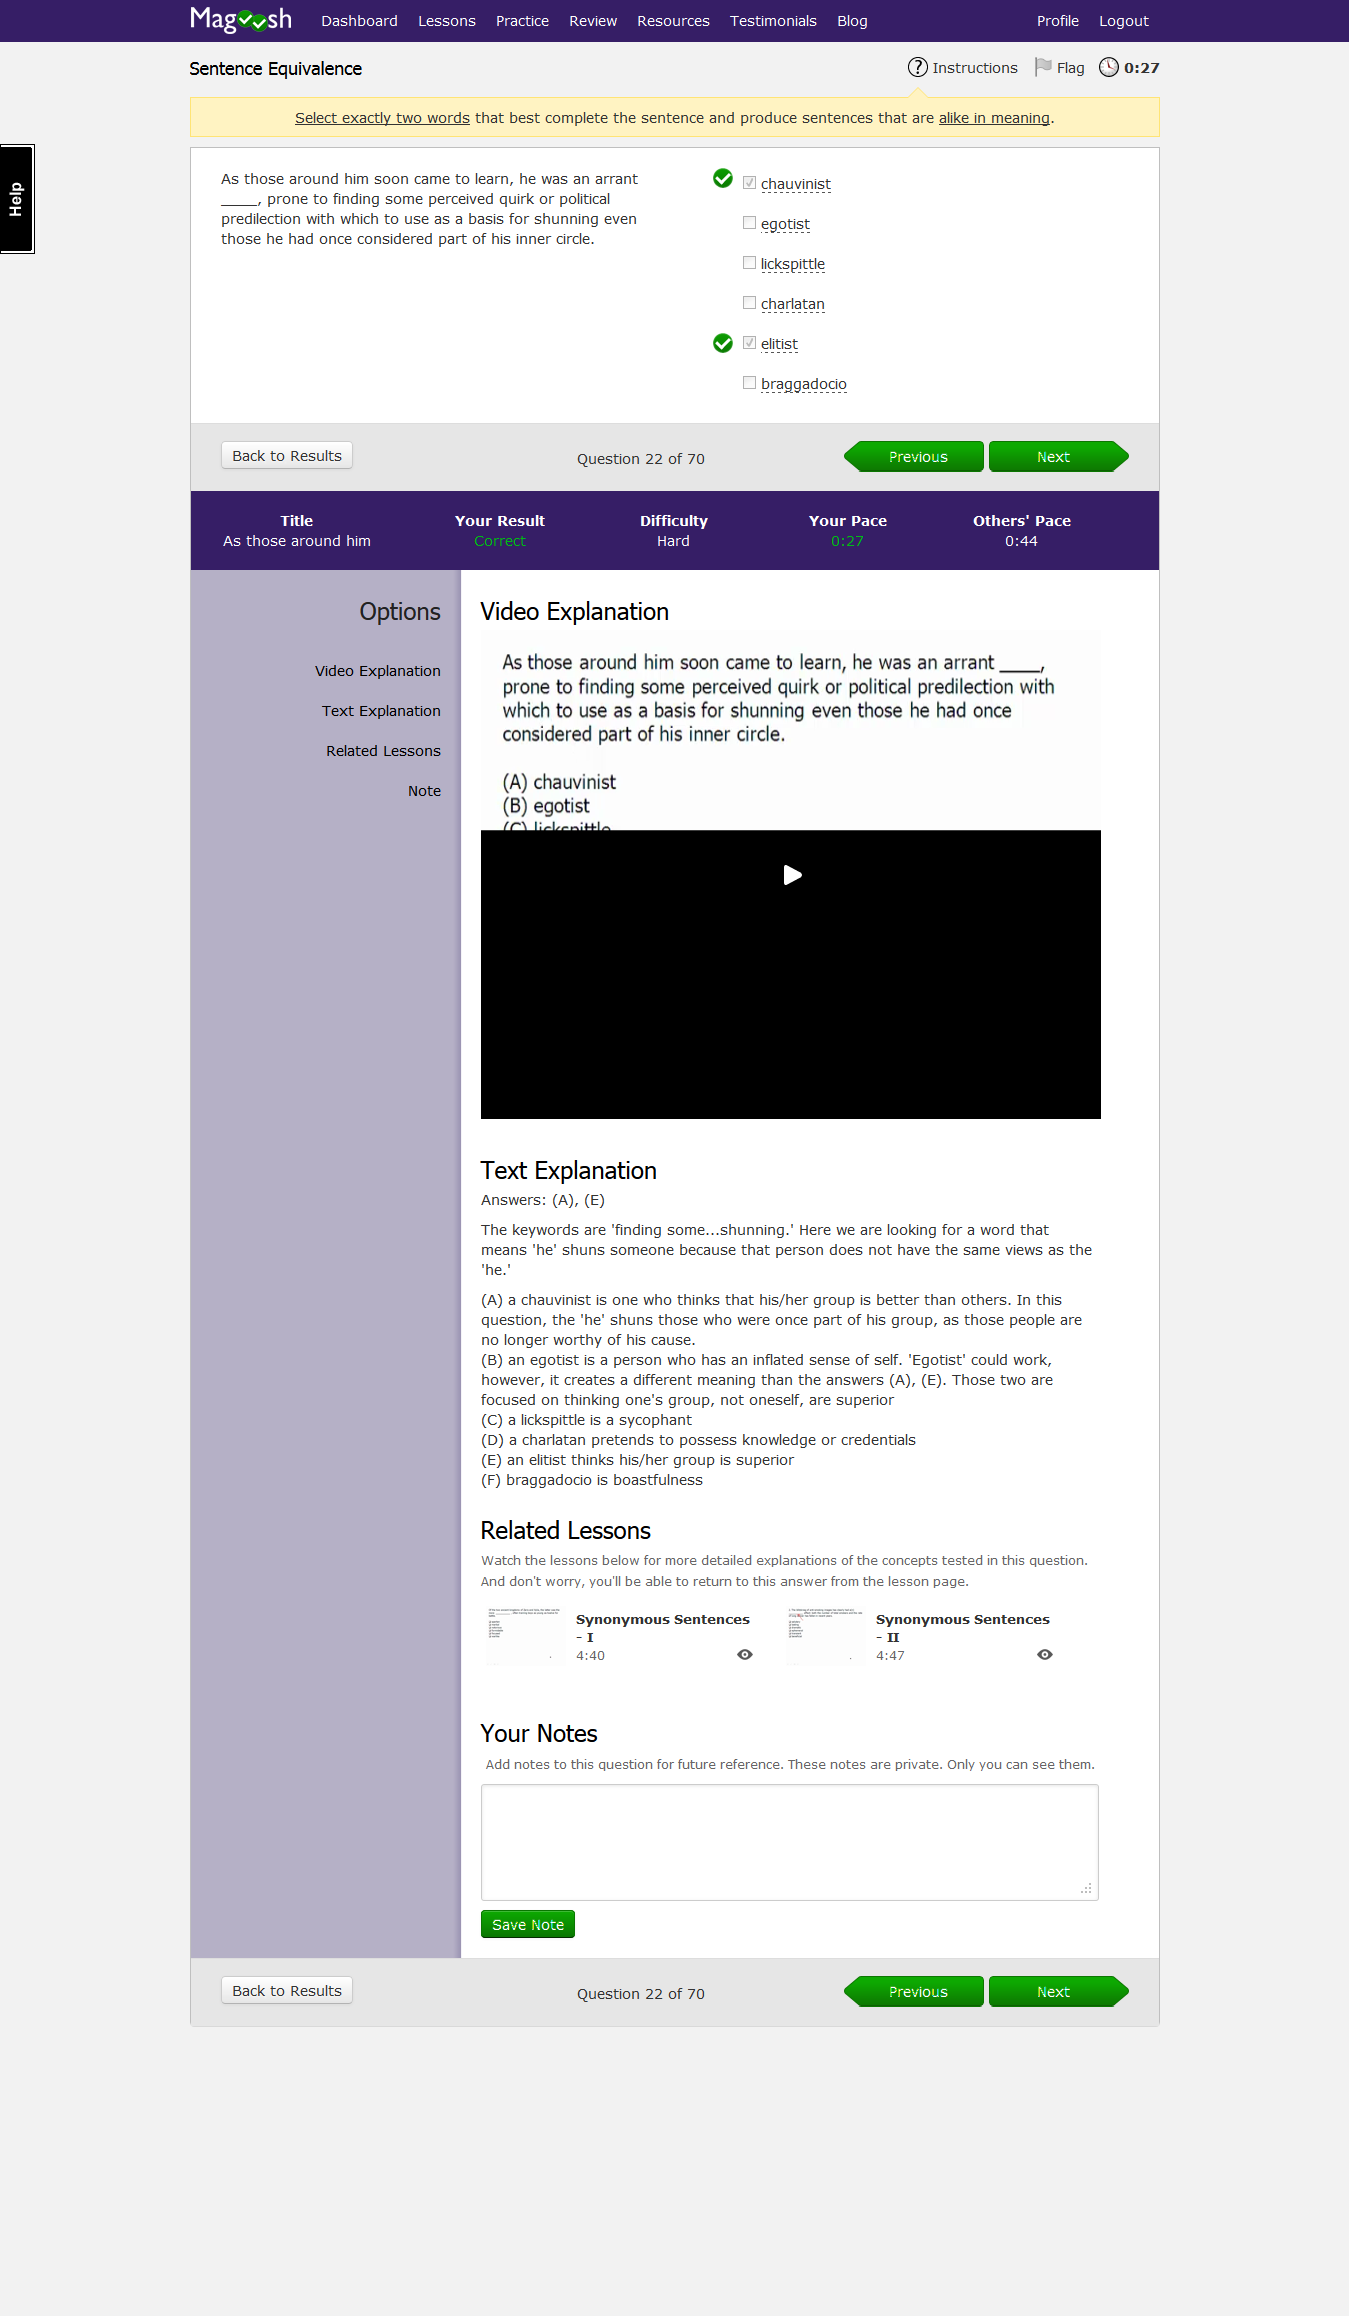 Magoosh Dashboard Lessons Practice Review Resources Testimonials Blog Profile Logout
Sentence Equivalence Instructions Flag 0:27
Select exactly two words that best complete the sentence and produce sentences that are alike in meaning.
Help
As those around him soon came to learn, he was an arrant
____, prone to finding some perceived quirk or political
predilection with which to use as a basis for shunning even
those he had once considered part of his inner circle.
chauvinist
egotist
lickspittle
charlatan
elitist
braggadocio
Back to Results Question 22 of 70 Previous Next
Title Your Result Difficulty Your Pace Others' Pace
As those around him Correct Hard 0:27 0:44
Options
Video Explanation
Text Explanation
Related Lessons
Note
Video Explanation
As those around him soon came to learn, he was an arrant ____,
prone to finding some perceived quirk or political predilection with
which to use as a basis for shunning even those he had once
considered part of his inner circle.
(A) chauvinist
(B) egotist
(C) lickspittle
Text Explanation
Answers: (A), (E)
The keywords are 'finding some...shunning.' Here we are looking for a word that
means 'he' shuns someone because that person does not have the same views as the
'he.'
(A) a chauvinist is one who thinks that his/her group is better than others. In this
question, the 'he' shuns those who were once part of his group, as those people are
no longer worthy of his cause.
(B) an egotist is a person who has an inflated sense of self. 'Egotist' could work,
however, it creates a different meaning than the answers (A), (E). Those two are
focused on thinking one's group, not oneself, are superior
(C) a lickspittle is a sycophant
(D) a charlatan pretends to possess knowledge or credentials
(E) an elitist thinks his/her group is superior
(F) braggadocio is boastfulness
Related Lessons
Watch the lessons below for more detailed explanations of the concepts tested in this question.
And don't worry, you'll be able to return to this answer from the lesson page.
Synonymous Sentences
- I
4:40
Synonymous Sentences
- II
4:47
Your Notes
Add notes to this question for future reference. These notes are private. Only you can see them.
Save Note
Back to Results Question 22 of 70 Previous Next